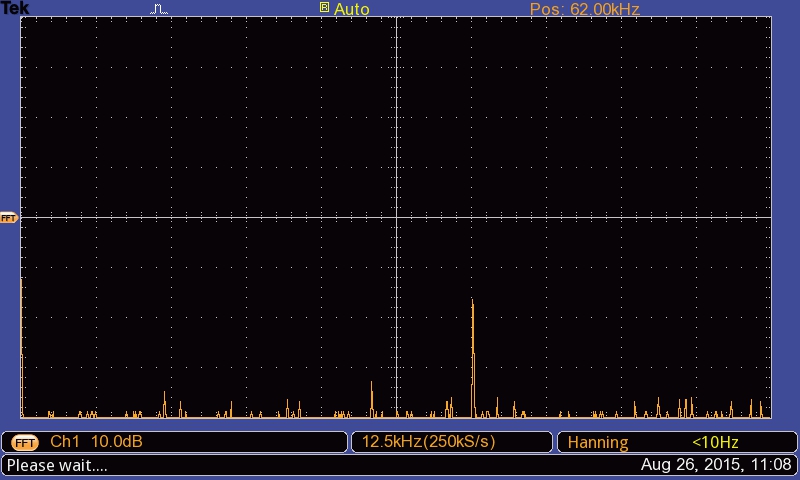 Tek R Auto Pos: 62.00kHz
FFT
FFT Ch1 10.0dB 12.5kHz(250kS/s) Hanning <10Hz
Please wait.... Aug 26, 2015, 11:08